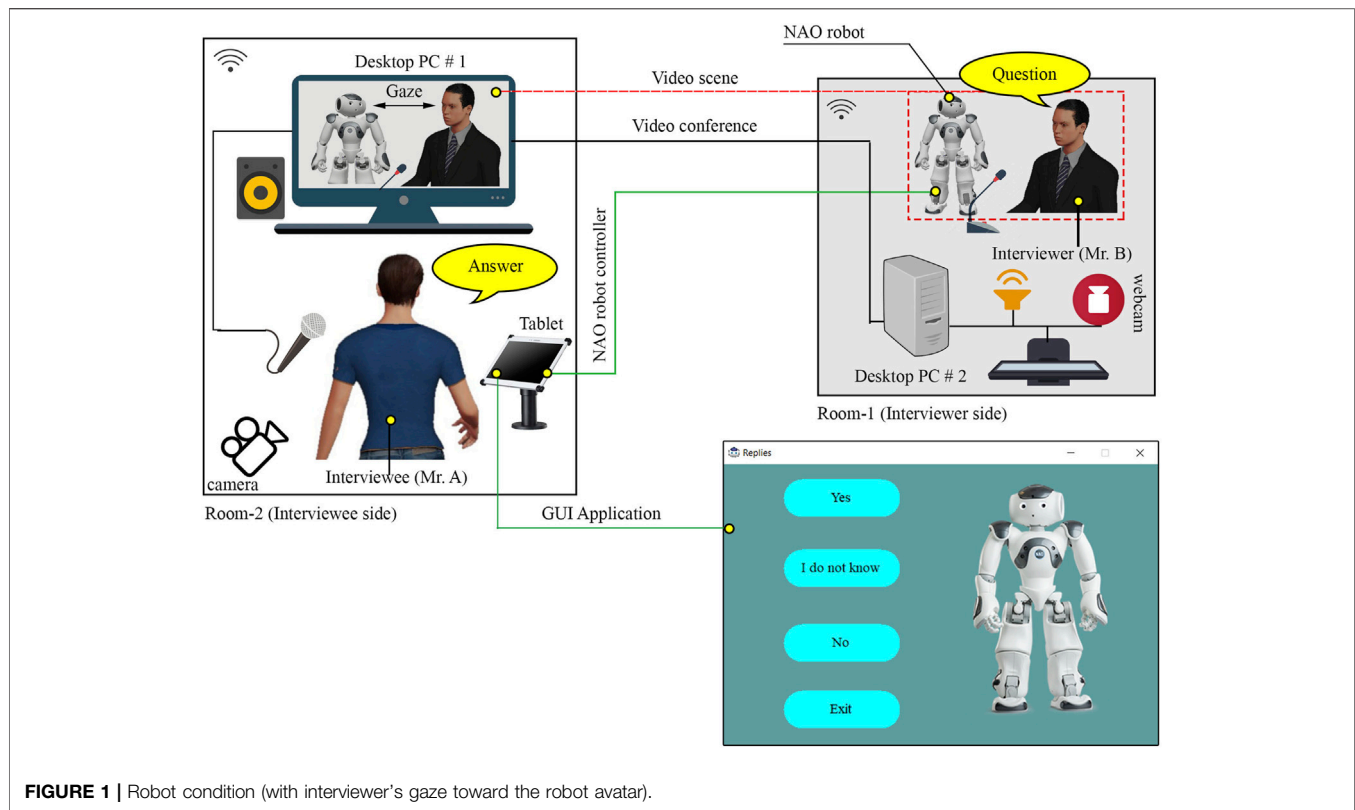 NAO robot
Desktop PC # 1
Gaze
Video scene
Question
Video conference
Answer
Tablet
NAO robot controller
Interviewer (Mr. B)
webcam
Desktop PC # 2
Room-1 (Interviewer side)
Interviewee (Mr. A)
camera
Room-2 (Interviewee side)
GUI Application
Replies
Yes
I do not know
No
Exit
FIGURE 1 | Robot condition (with interviewer's gaze toward the robot avatar).